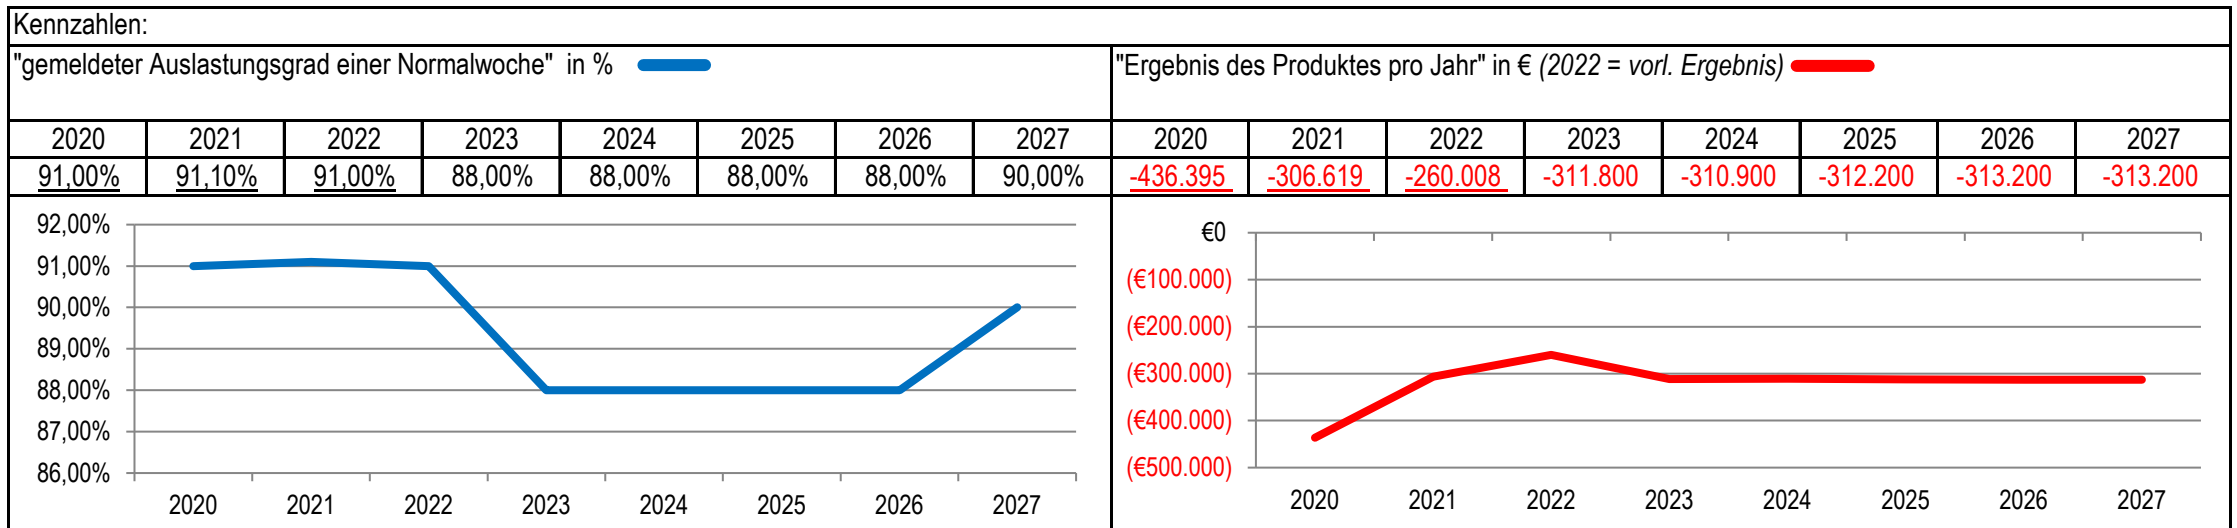 Kennzahlen:
"gemeldeter Auslastungsgrad einer Normalwoche" in %
"Ergebnis des Produktes pro Jahr" in € (2022 = vorl. Ergebnis)
2020 2021 2022 2023 2024 2025 2026 2027 2020 2021 2022 2023 2024 2025 2026 2027
91,00% 91,10% 91,00% 88,00% 88,00% 88,00% 88,00% 90,00% -436.395 -306.619 -260.008 -311.800 -310.900 -312.200 -313.200 -313.200
92,00%
91,00%
90,00%
89,00%
88,00%
87,00%
86,00%
2020 2021 2022 2023 2024 2025 2026 2027
€0
(€100.000)
(€200.000)
(€300.000)
(€400.000)
(€500.000)
2020 2021 2022 2023 2024 2025 2026 2027